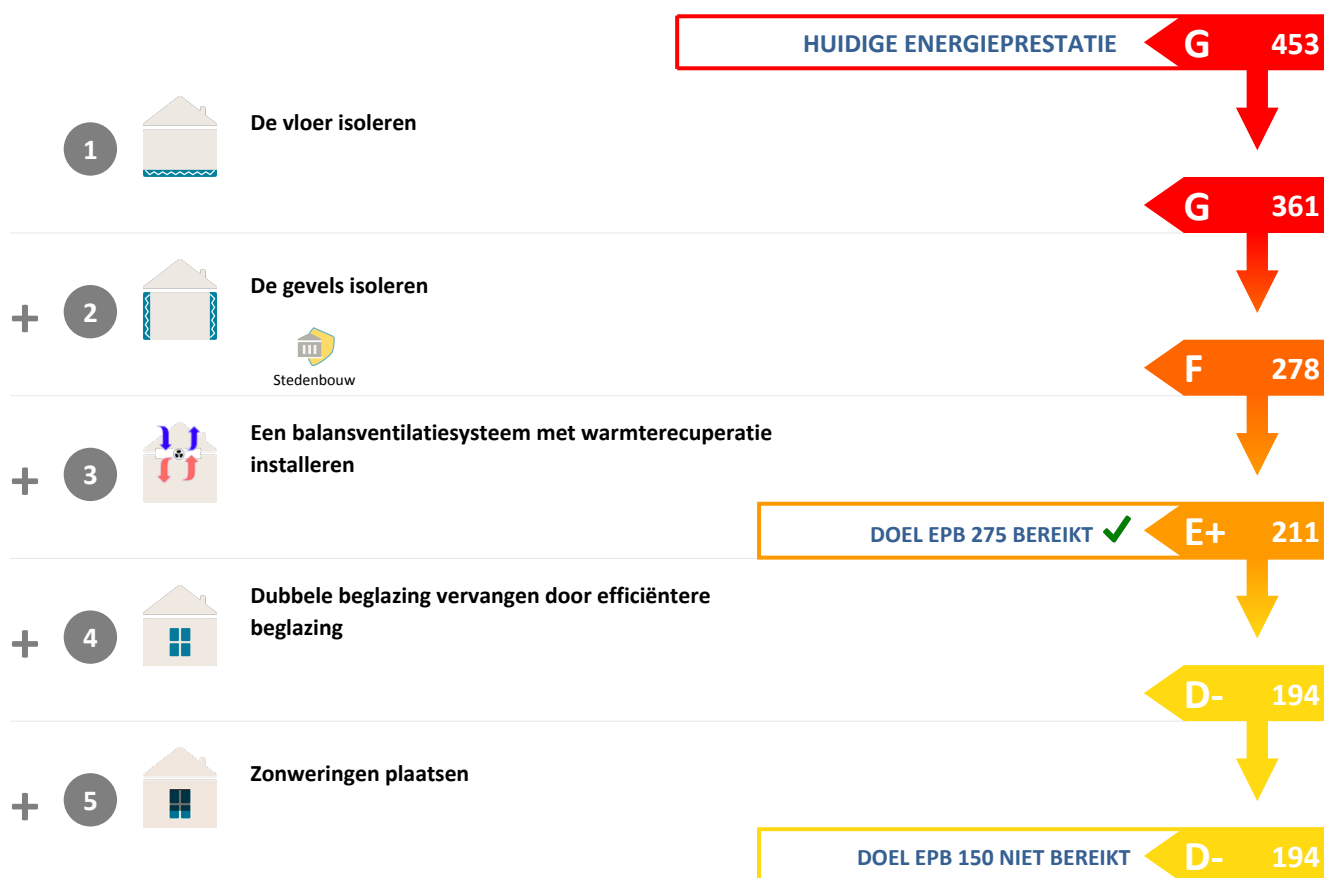 HUIDIGE ENERGIEPRESTATIE G 453
1 De vloer isoleren
G 361
+ 2 De gevels isoleren
Stedenbouw
F 278
+ 3 Een balansventilatiesysteem met warmterecuperatie
installeren
DOEL EPB 275 BEREIKT ✓ E+ 211
+ 4 Dubbele beglazing vervangen door efficiëntere
beglazing
D- 194
+ 5 Zonweringen plaatsen
DOEL EPB 150 NIET BEREIKT D- 194